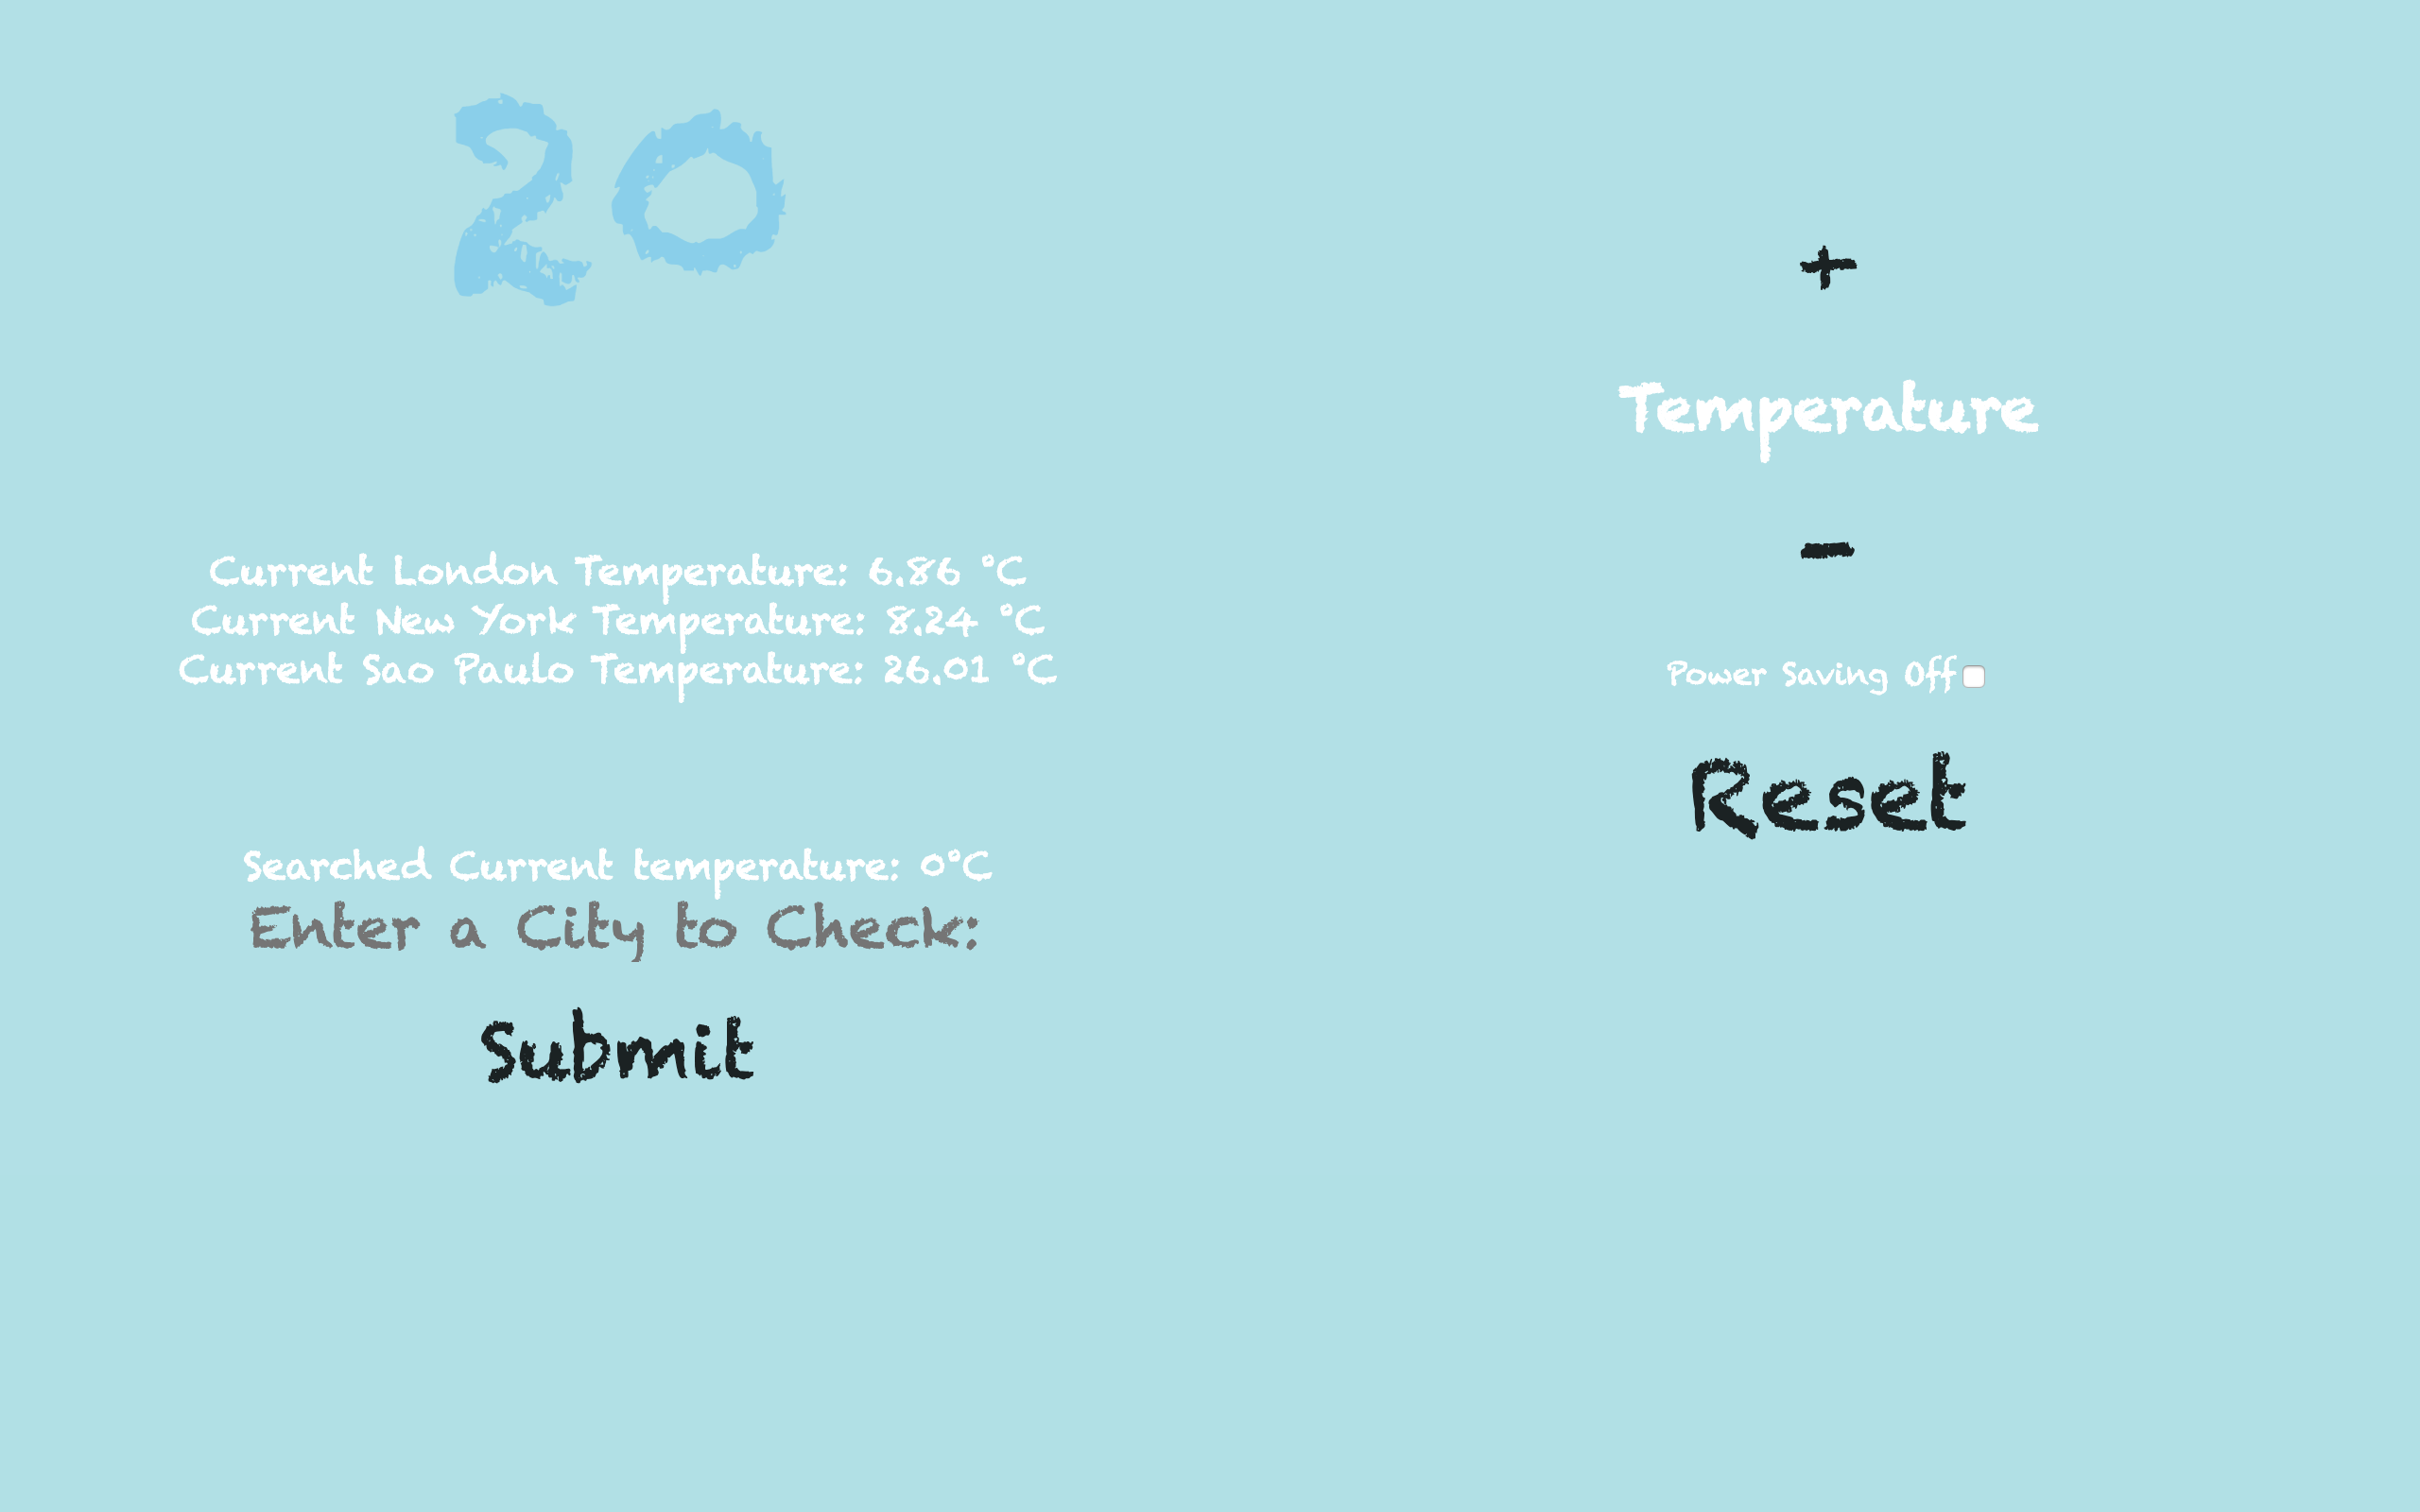 20
Current London Temperature: 6.86 °C
Current New York Temperature: 8.24 °C
Current Sao Paulo Temperature: 26.01 °C
Searched Current temperature: 0°C
Enter a City to Check:
Submit
+
Temperature
-
Power Saving Off
Reset